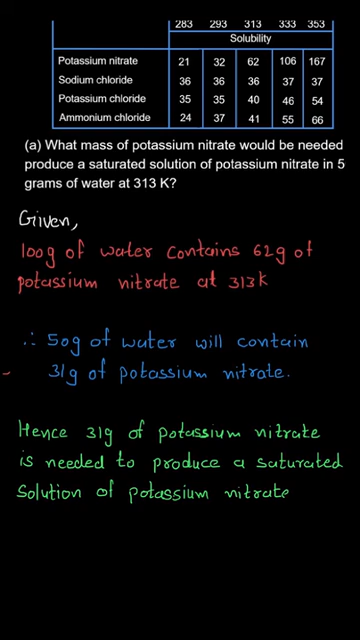 283 293 313 333 353
Solubility
Potassium nitrate 21 32 62 106 167
Sodium chloride 36 36 36 37 37
Potassium chloride 35 35 40 46 54
Ammonium chloride 24 37 41 55 66
(a) What mass of potassium nitrate would be needed
produce a saturated solution of potassium nitrate in 5
grams of water at 313 K?
Given,
100g of water contains 62g of
potassium nitrate at 313K
∴ 50g of water will contain
31g of potassium nitrate.
Hence 31g of potassium nitrate
is needed to produce a saturated
solution of potassium nitrate